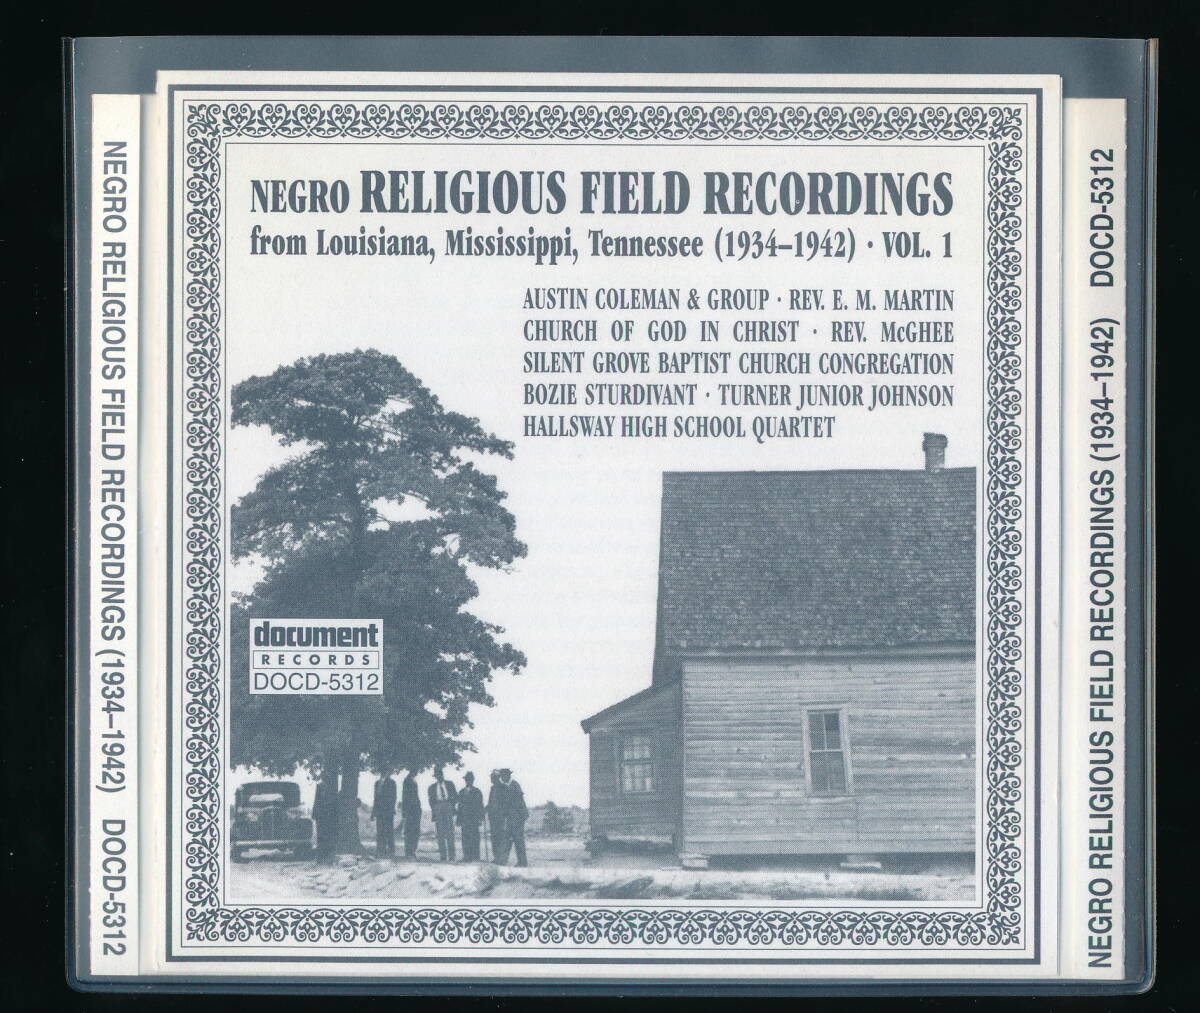 NEGRO RELIGIOUS FIELD RECORDINGS (1934–1942) DOCD-5312
NEGRO RELIGIOUS FIELD RECORDINGS
from Louisiana, Mississippi, Tennessee (1934–1942) · VOL. 1
AUSTIN COLEMAN & GROUP · REV. E. M. MARTIN
CHURCH OF GOD IN CHRIST · REV. McGHEE
SILENT GROVE BAPTIST CHURCH CONGREGATION
BOZIE STURDIVANT · TURNER JUNIOR JOHNSON
HALLSWAY HIGH SCHOOL QUARTET
document
RECORDS
DOCD-5312
NEGRO RELIGIOUS FIELD RECORDINGS (1934–1942) DOCD-5312